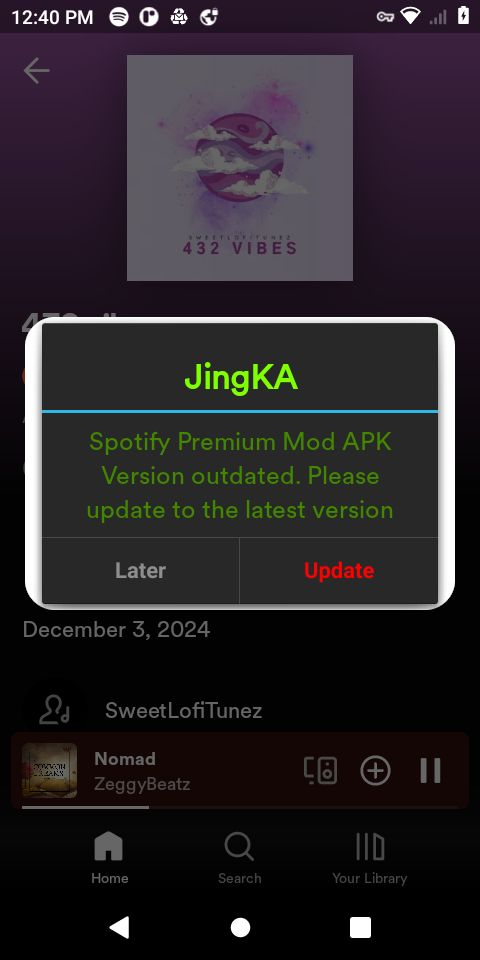 12:40 PM
SWEETLOFITUNEZ
432 VIBES
JingKA
Spotify Premium Mod APK
Version outdated. Please
update to the latest version
Later
Update
December 3, 2024
SweetLofiTunez
COMMON
Nomad
ZeggyBeatz
Home
Search
Your Library